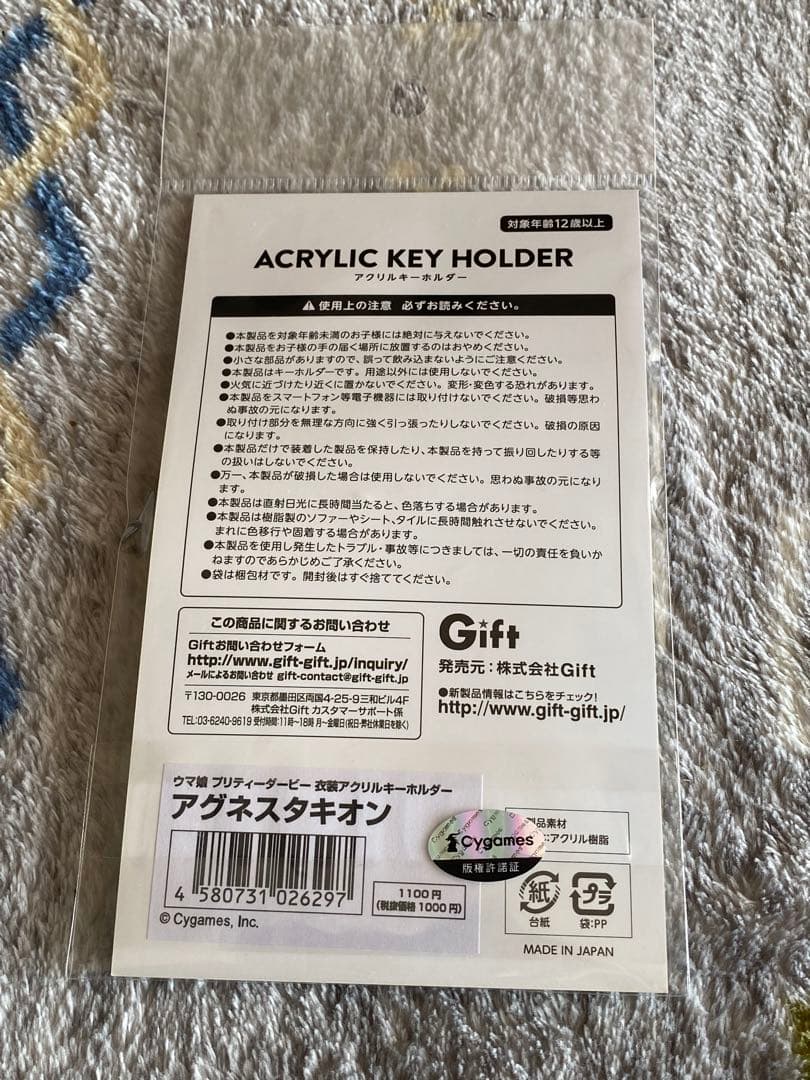 対象年齢12歳以上
ACRYLIC KEY HOLDER
アクリルキーホルダー
使用上の注意 必ずお読みください。
●本製品を対象年齢未満のお子様には絶対に与えないでください。
●本製品をお子様の手の届く場所に放置するのはおやめください。
●小さな部品がありますので、誤って飲み込まないようにご注意ください。
●本製品はキーホルダーです。用途以外には使用しないでください。
●火気に近づけたり近くに置かないでください。変形・変色する恐れがあります。
●本製品をスマートフォン等電子機器には取り付けないでください。破損等思わ
ぬ事故の元になります。
●取り付け部分を無理な方向に強く引っ張ったりしないでください。破損の原因
になります。
●本製品だけで装着した製品を保持したり、本製品を持って振り回したりする等
の扱いはしないでください。
●万一、本製品が破損した場合は使用しないでください。思わぬ事故の元になり
ます。
●本製品は直射日光に長時間当たると、色落ちする場合があります。
●本製品は樹脂製のソファーやシート、タイルに長時間触れさせないでください。
まれに色移行や固着する場合があります。
●本製品を使用し発生したトラブル・事故等につきましては、一切の責任を負いか
ねますのであらかじめご了承ください。
●袋は梱包材です。開封後はすぐ捨ててください。
この商品に関するお問い合わせ
Giftお問い合わせフォーム
http://www.gift-gift.jp/inquiry/
メールによるお問い合わせ gift-contact@gift-gift.jp
〒130-0026 東京都墨田区両国4-25-9三和ビル4F
株式会社Gift カスタマーサポート係
TEL:03-6240-9619 受付時間:11時～18時 月～金曜日(祝日・弊社休業日を除く)
Gift
発売元：株式会社Gift
●新製品情報はこちらをチェック！
http://www.gift-gift.jp/
ウマ娘 プリティーダービー 衣装アクリルキーホルダー
アグネスタキオン
4 580731 026297
1100円
(税抜価格1000円)
© Cygames, Inc.
Cygames
版権許諾証
品素材
：アクリル樹脂
紙
台紙
プラ
袋：PP
MADE IN JAPAN